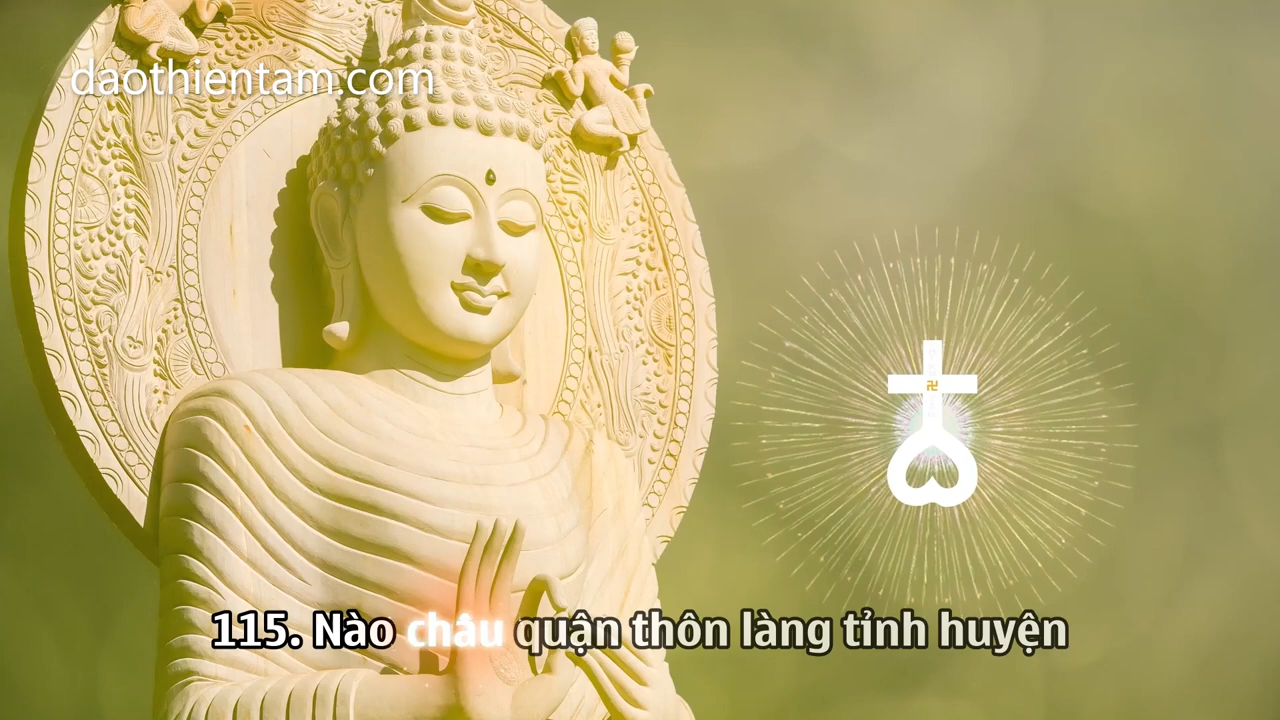 daothientam.com
115. Nào châu quận thôn làng tỉnh huyện